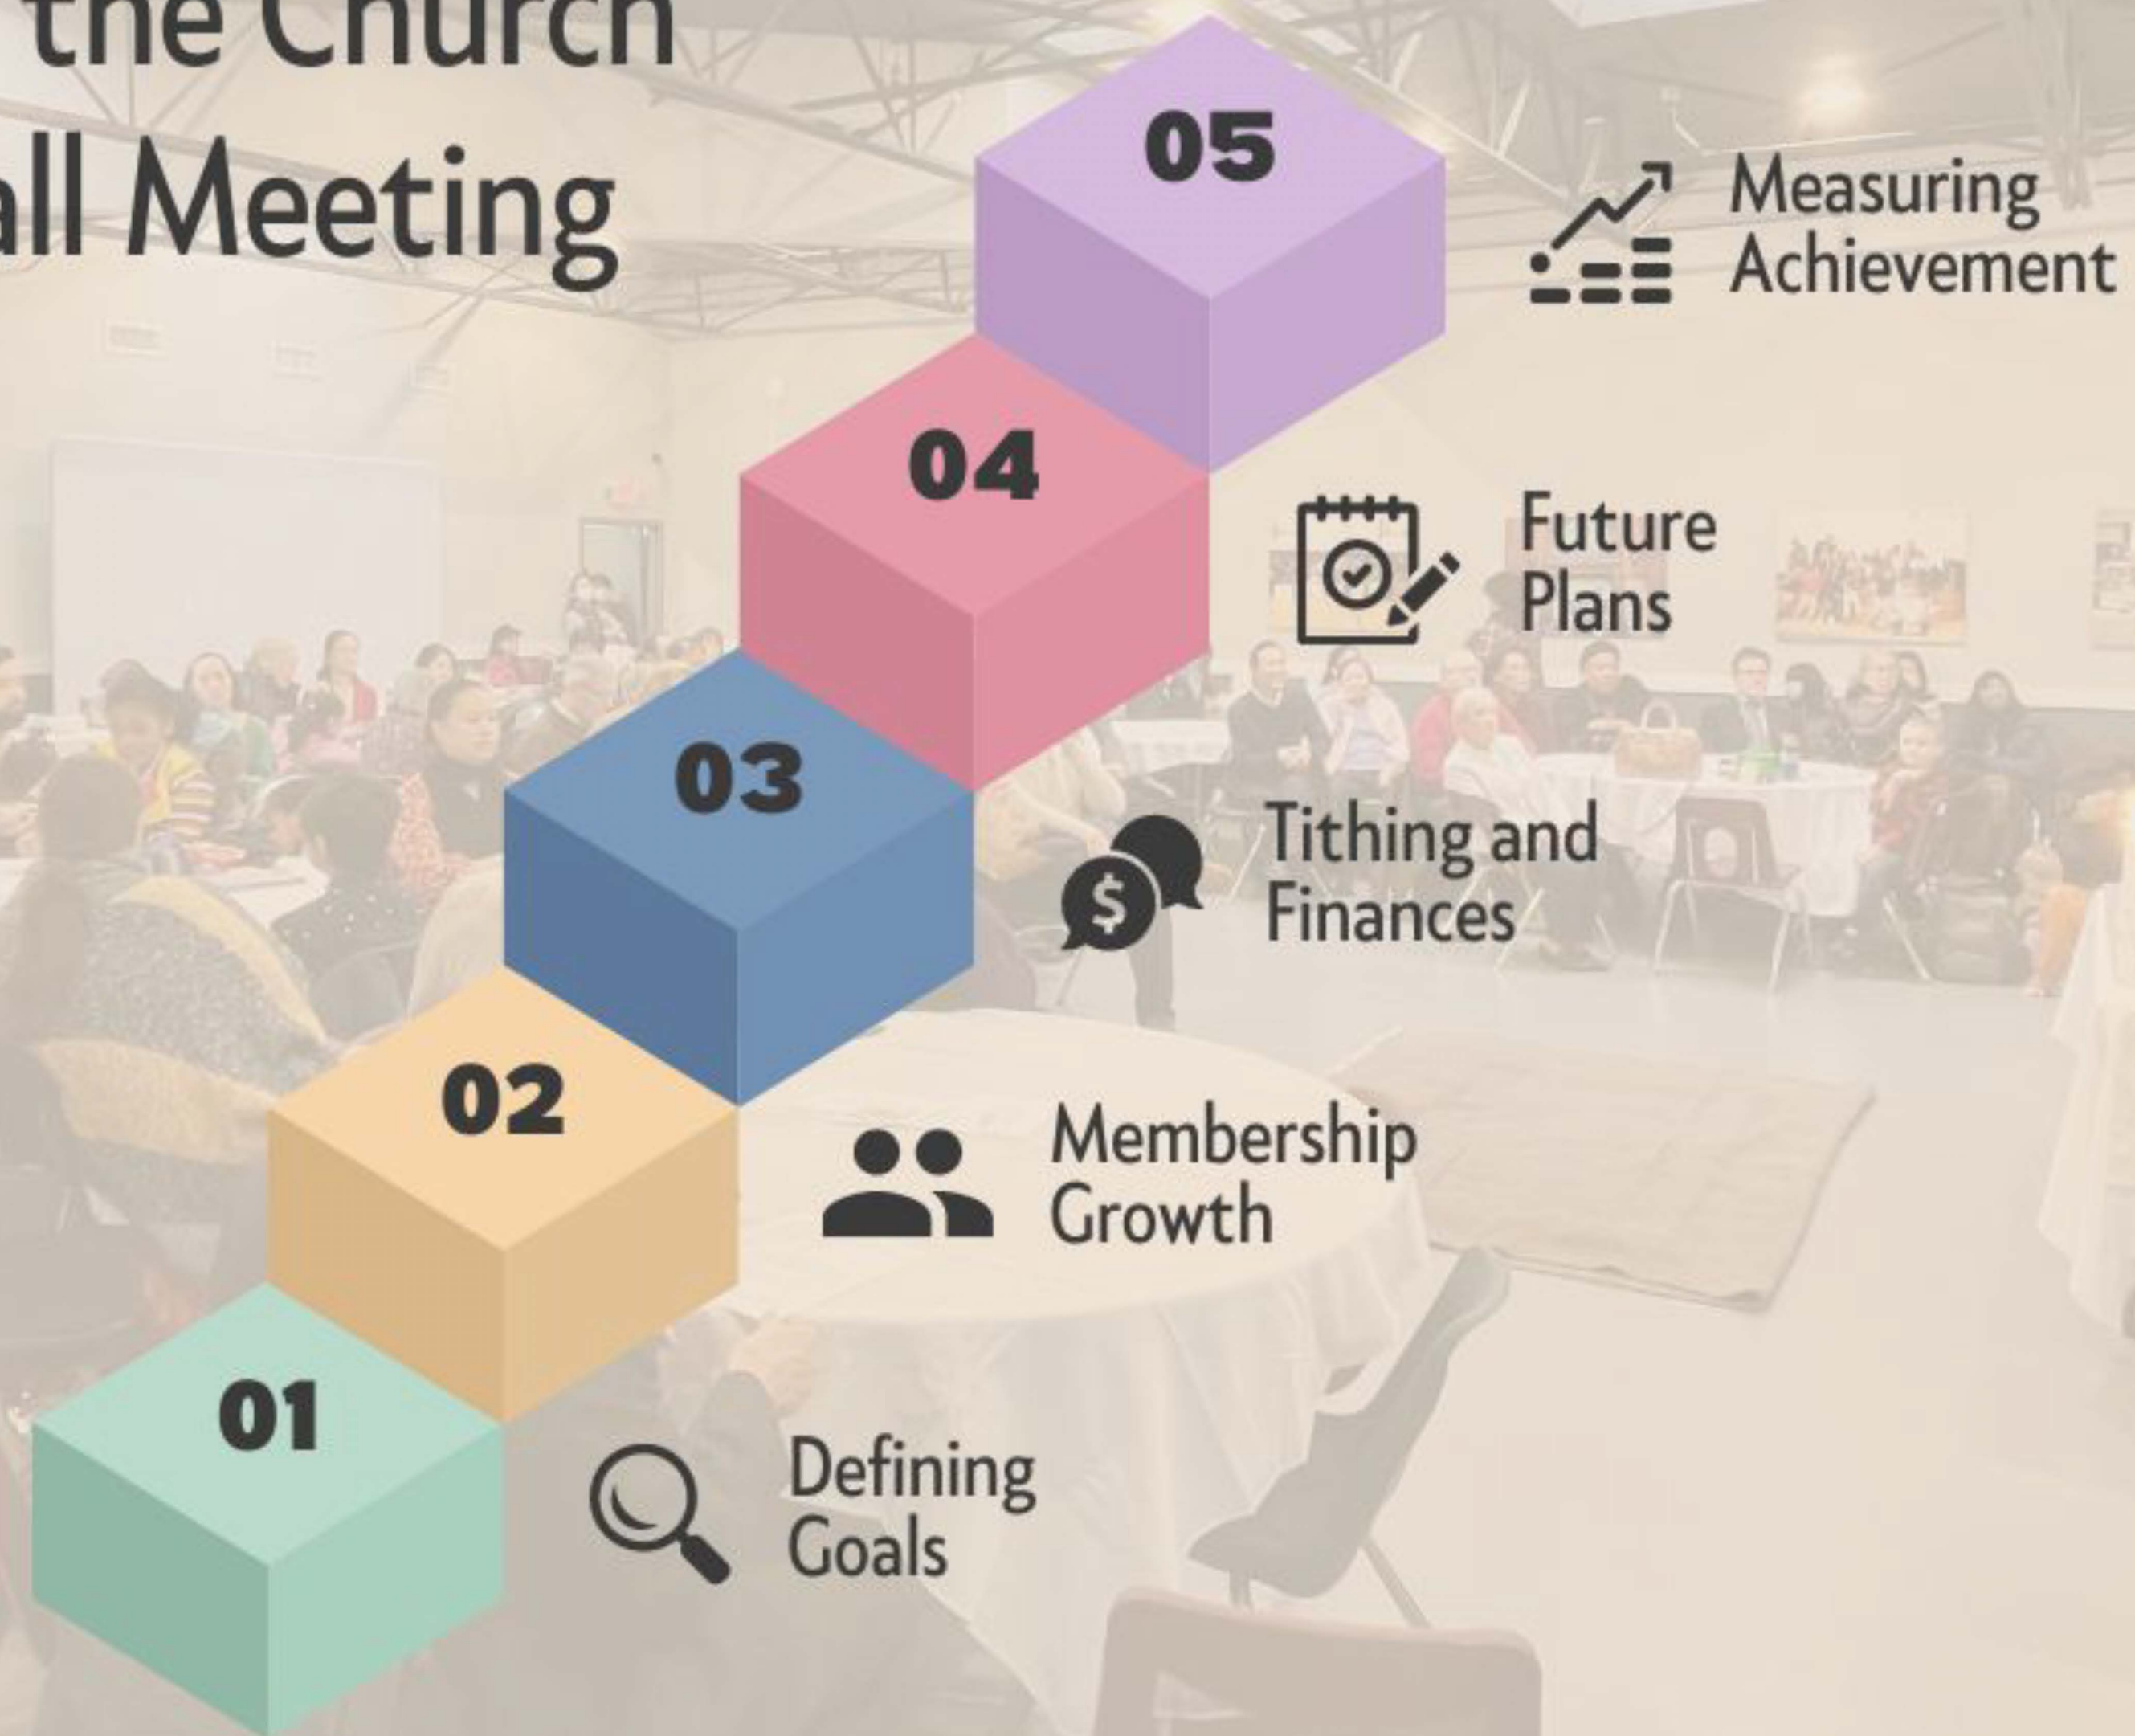 the Church
all Meeting
05
Measuring
Achievement
04
Future
Plans
03
Tithing and
Finances
02
Membership
Growth
01
Defining
Goals